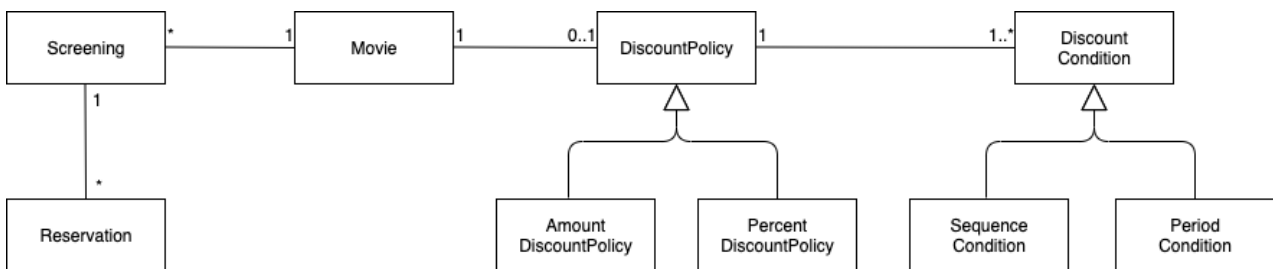 Screening
*
1
Movie
1
0..1
DiscountPolicy
1
1..*
Discount
Condition
1
*
Reservation
Amount
DiscountPolicy
Percent
DiscountPolicy
Sequence
Condition
Period
Condition